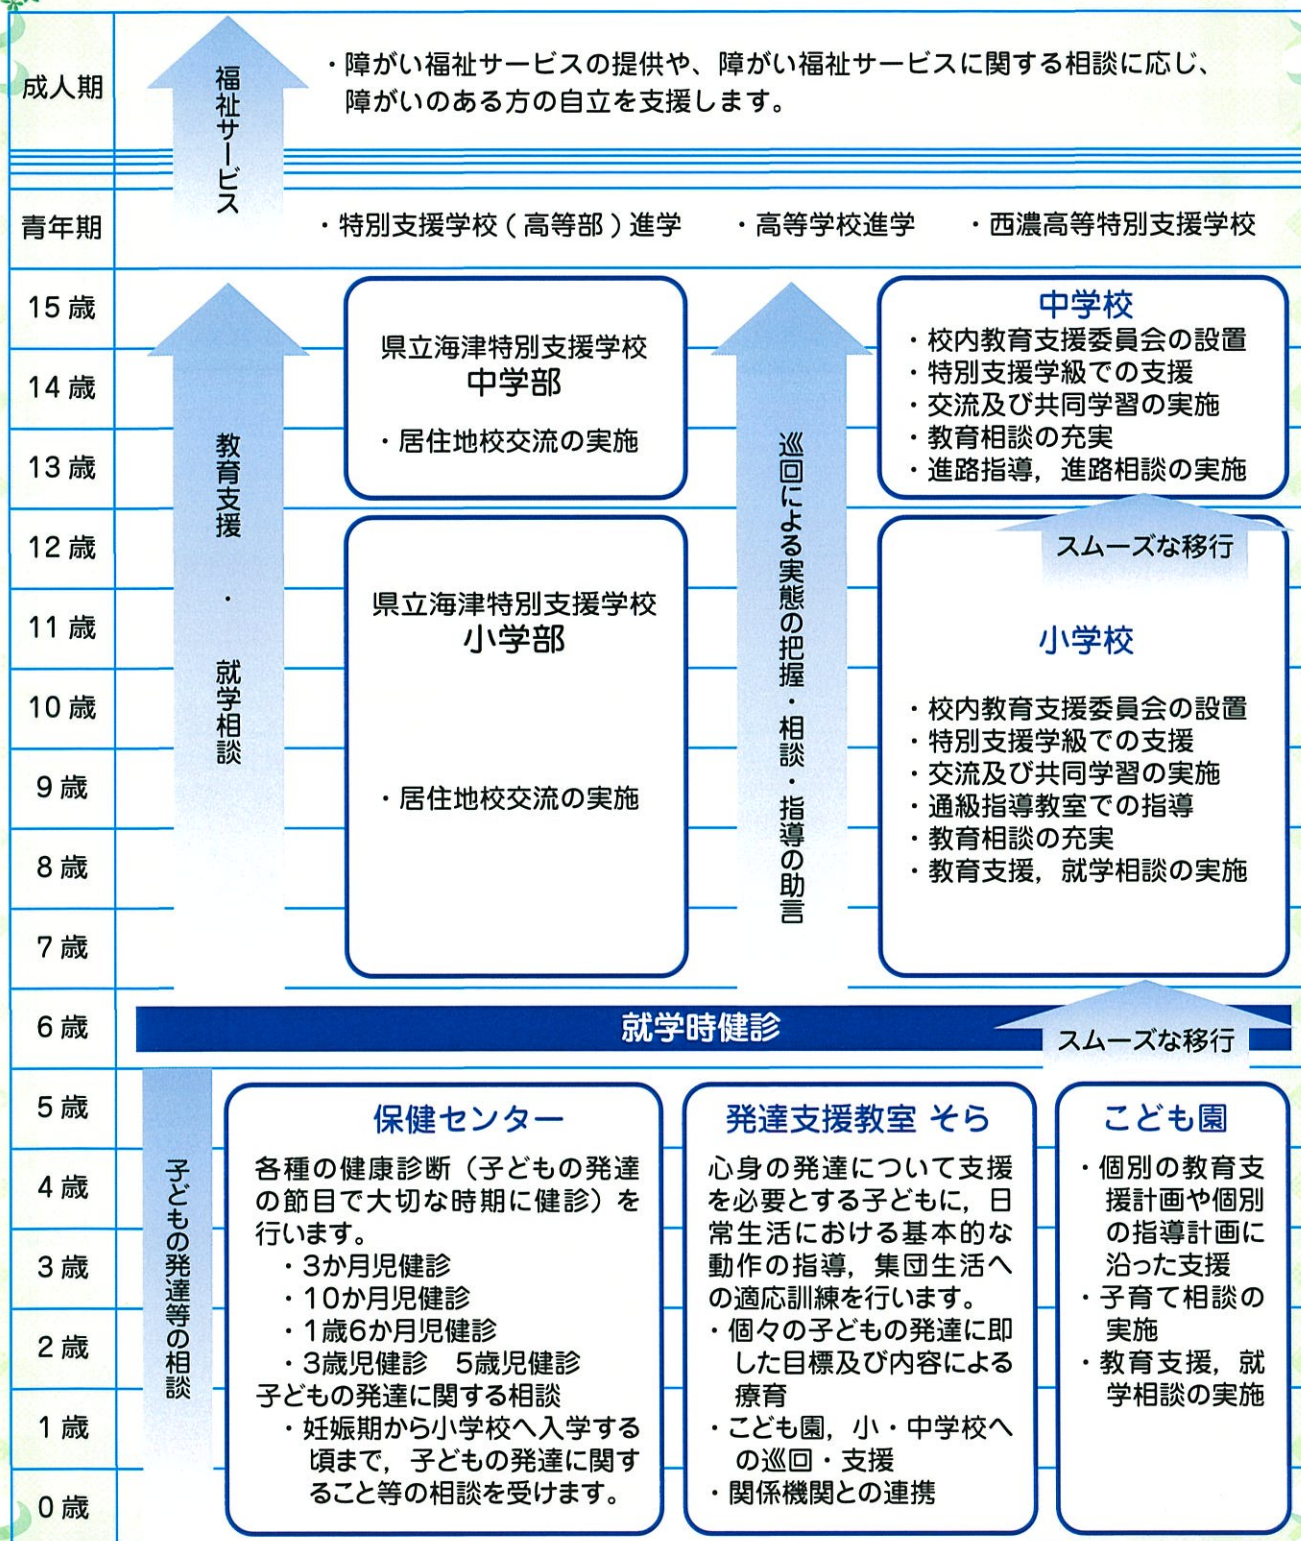 成人期
福祉サービス
・障がい福祉サービスの提供や、障がい福祉サービスに関する相談に応じ、
障がいのある方の自立を支援します。
青年期
・特別支援学校（高等部）進学　・高等学校進学　・西濃高等特別支援学校
15歳
14歳
13歳
12歳
11歳
10歳
9歳
8歳
7歳
教育支援・就学相談
県立海津特別支援学校
中学部
・居住地校交流の実施
県立海津特別支援学校
小学部
・居住地校交流の実施
巡回による実態の把握・相談・指導の助言
中学校
・校内教育支援委員会の設置
・特別支援学級での支援
・交流及び共同学習の実施
・教育相談の充実
・進路指導，進路相談の実施
スムーズな移行
小学校
・校内教育支援委員会の設置
・特別支援学級での支援
・交流及び共同学習の実施
・通級指導教室での指導
・教育相談の充実
・教育支援，就学相談の実施
6歳
就学時健診
スムーズな移行
5歳
4歳
3歳
2歳
1歳
0歳
子どもの発達等の相談
保健センター
各種の健康診断（子どもの発達
の節目で大切な時期に健診）を
行います。
・3か月児健診
・10か月児健診
・1歳6か月児健診
・3歳児健診　5歳児健診
子どもの発達に関する相談
・妊娠期から小学校へ入学する
頃まで，子どもの発達に関す
ること等の相談を受けます。
発達支援教室 そら
心身の発達について支援
を必要とする子どもに，日
常生活における基本的な
動作の指導，集団生活へ
の適応訓練を行います。
・個々の子どもの発達に即
した目標及び内容による
療育
・こども園，小・中学校へ
の巡回・支援
・関係機関との連携
こども園
・個別の教育支
援計画や個別
の指導計画に
沿った支援
・子育て相談の
実施
・教育支援，就
学相談の実施